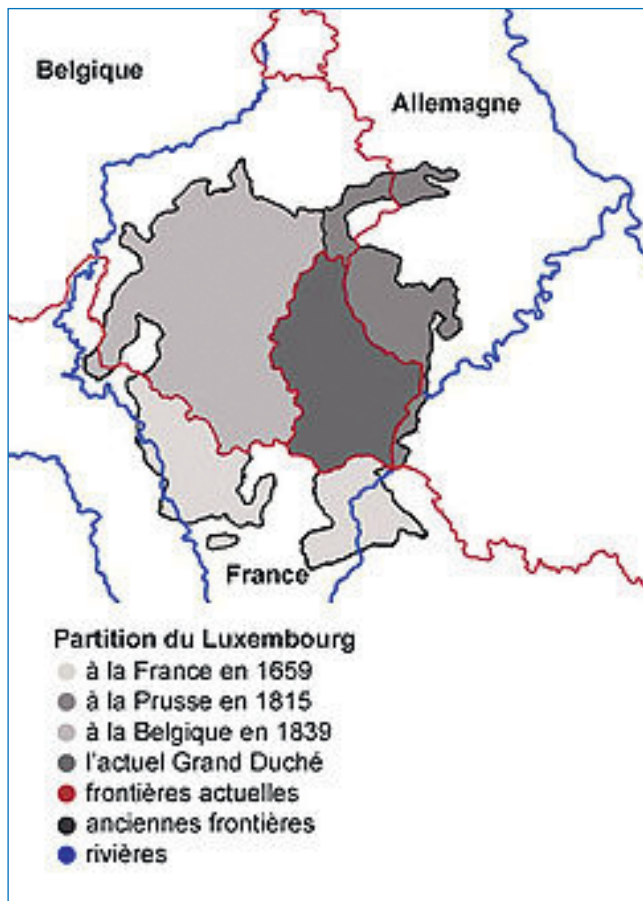 Belgique
Allemagne
France
Partition du Luxembourg
à la France en 1659
à la Prusse en 1815
à la Belgique en 1839
l'actuel Grand Duché
frontières actuelles
anciennes frontières
rivières